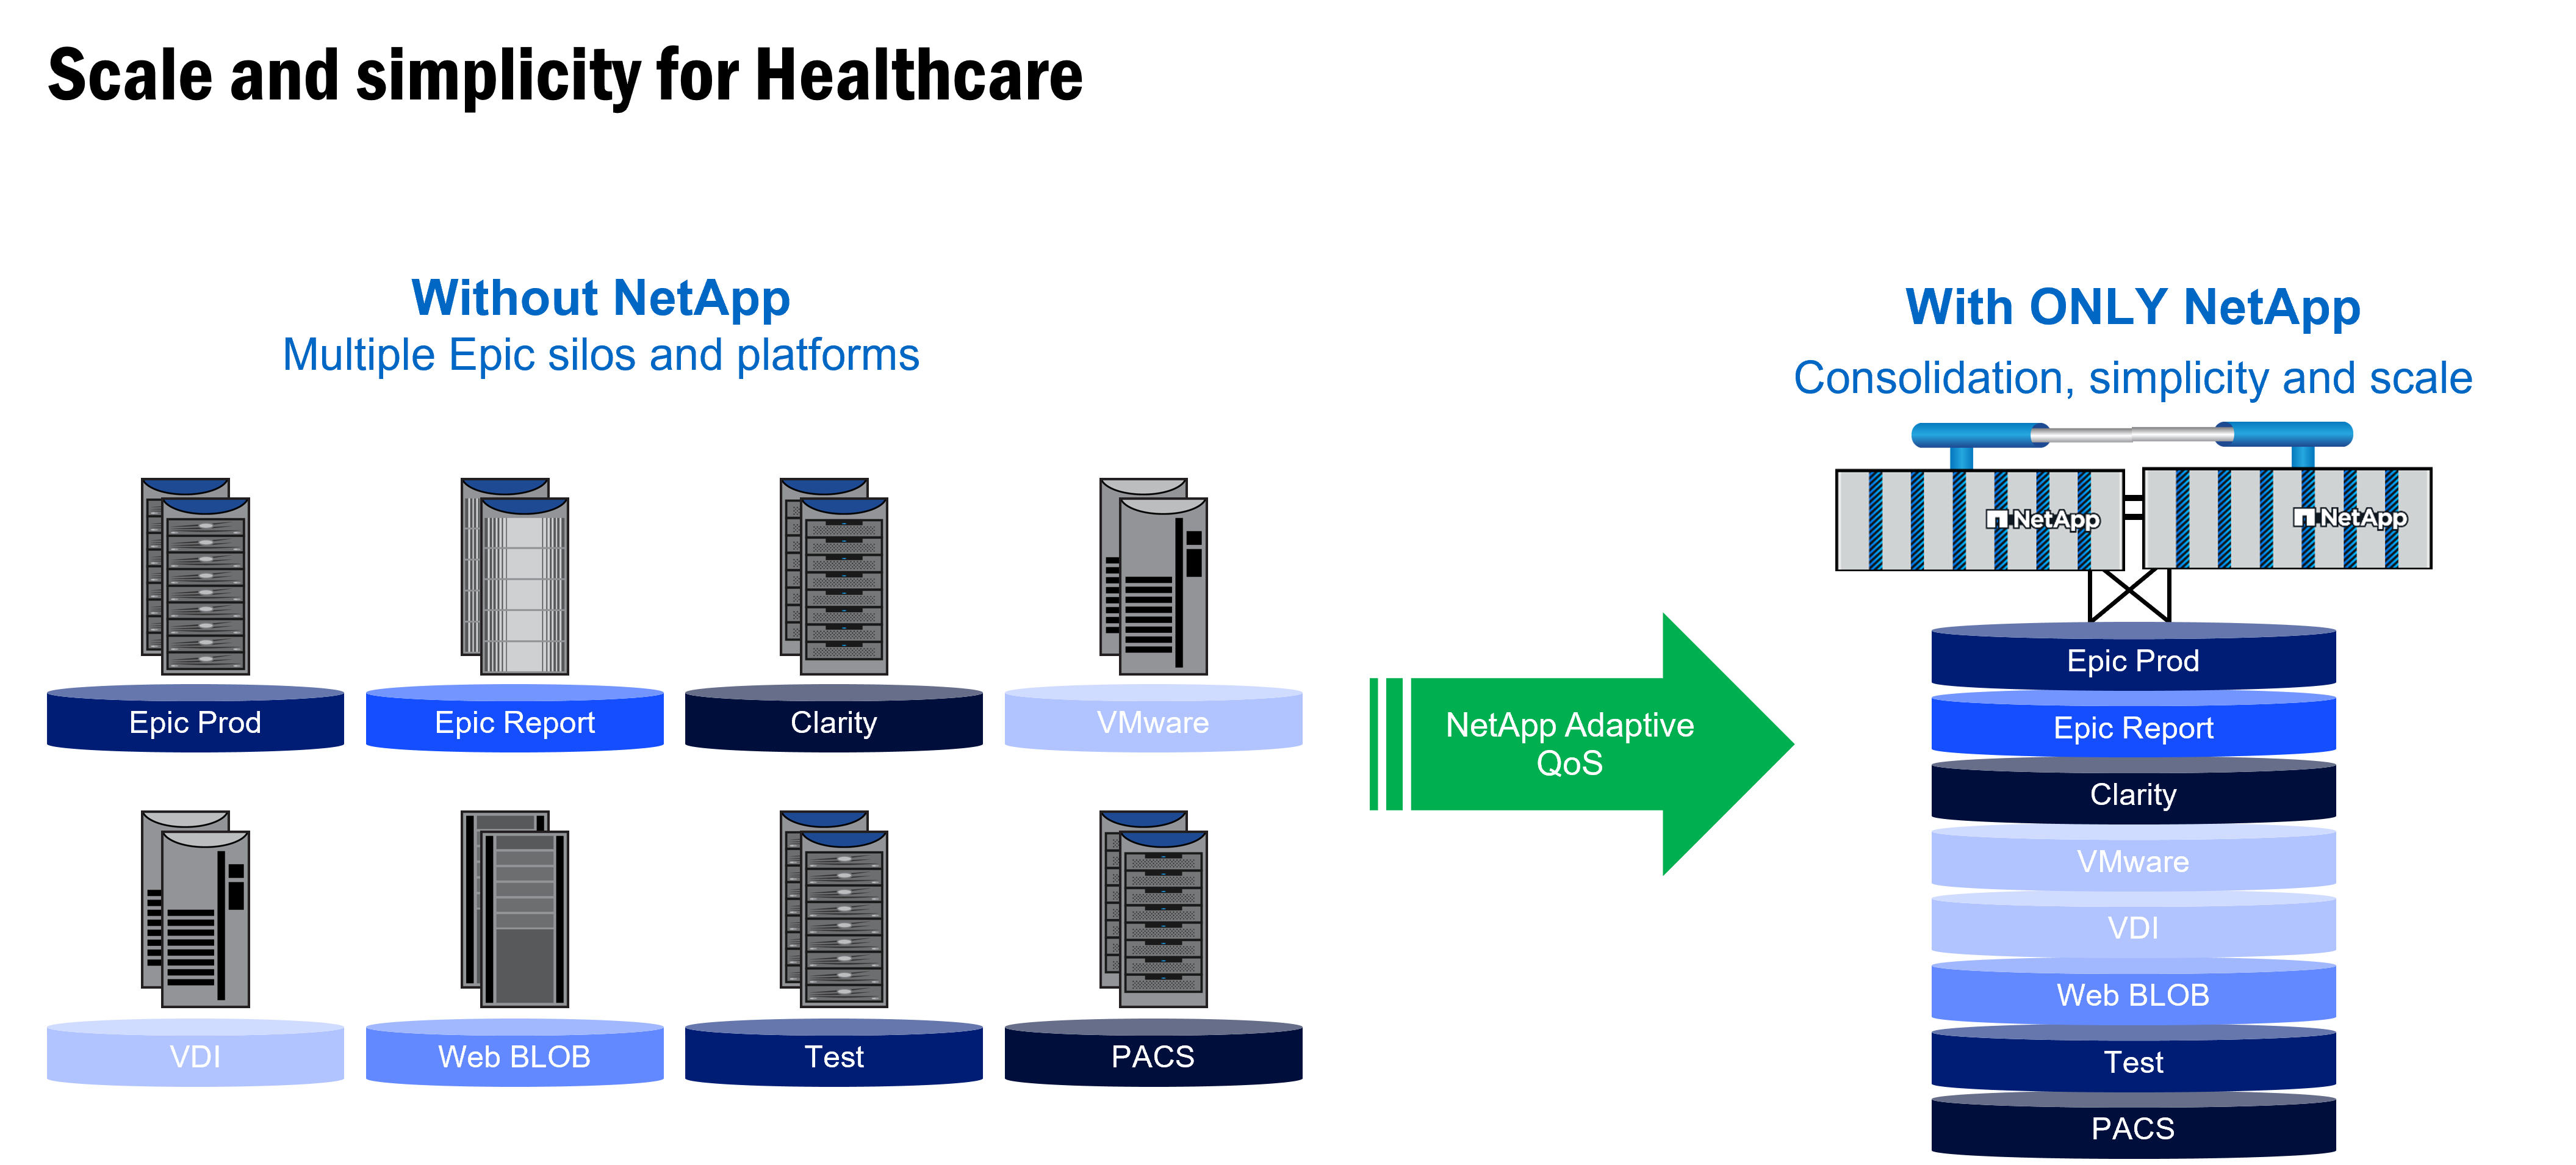 Scale and simplicity for Healthcare
Without NetApp
Multiple Epic silos and platforms
Epic Prod
Epic Report
Clarity
VMware
VDI
Web BLOB
Test
PACS
NetApp Adaptive
QoS
With ONLY NetApp
Consolidation, simplicity and scale
NetApp
NetApp
Epic Prod
Epic Report
Clarity
VMware
VDI
Web BLOB
Test
PACS